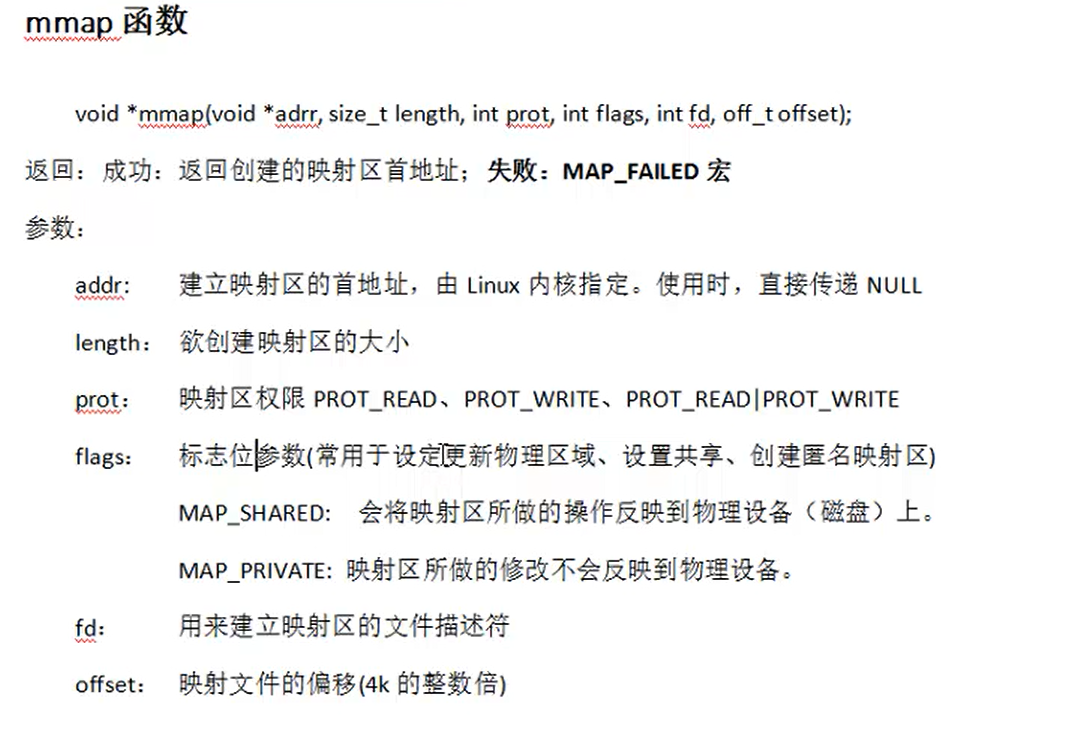 mmap 函数
void *mmap(void *adrr, size_t length, int prot, int flags, int fd, off_t offset);
返回：成功：返回创建的映射区首地址；失败：MAP_FAILED 宏
参数：
addr: 建立映射区的首地址，由 Linux 内核指定。使用时，直接传递 NULL
length： 欲创建映射区的大小
prot： 映射区权限 PROT_READ、PROT_WRITE、PROT_READ|PROT_WRITE
flags： 标志位参数(常用于设定更新物理区域、设置共享、创建匿名映射区)
MAP_SHARED: 会将映射区所做的操作反映到物理设备（磁盘）上。
MAP_PRIVATE: 映射区所做的修改不会反映到物理设备。
fd： 用来建立映射区的文件描述符
offset： 映射文件的偏移(4k 的整数倍)